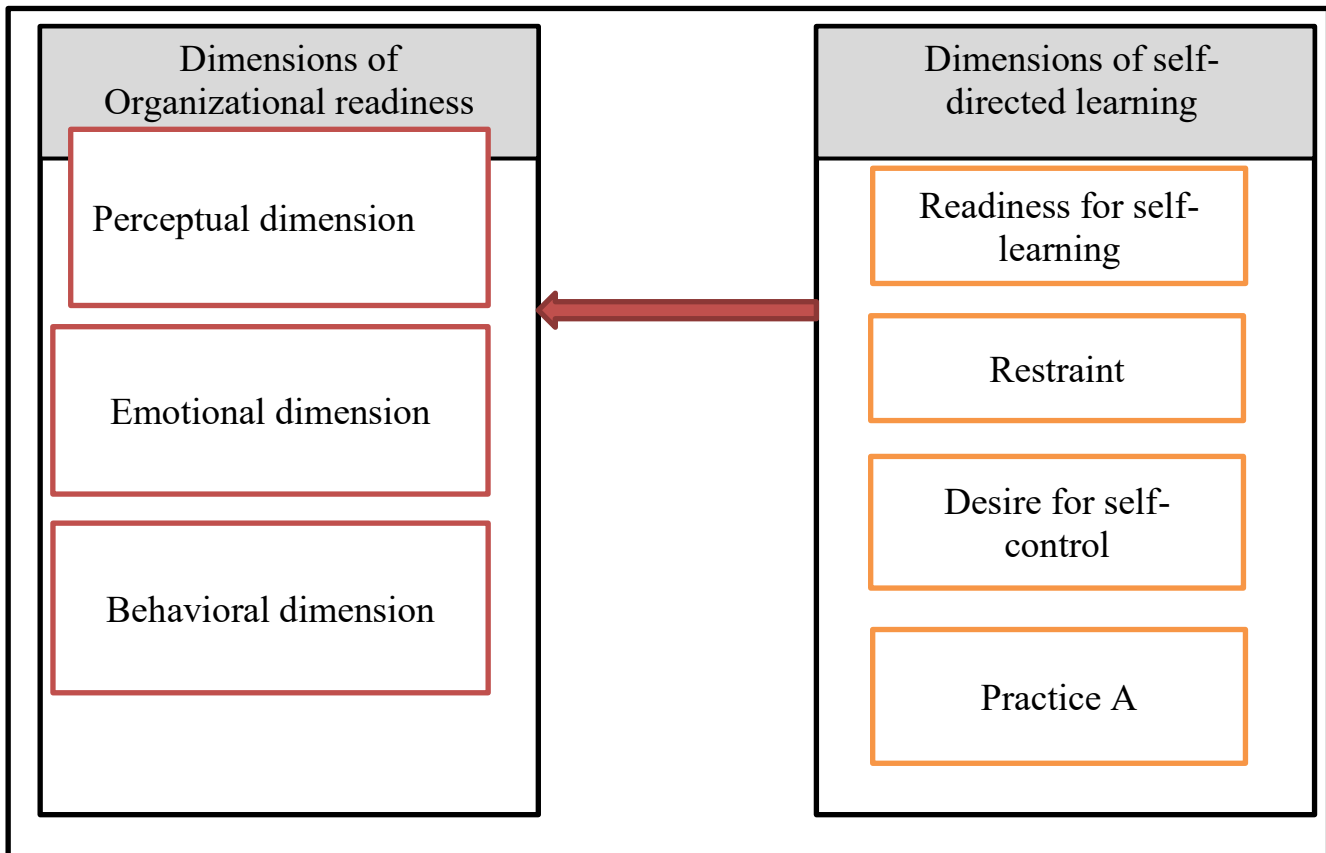 Dimensions of
Organizational readiness
Perceptual dimension
Emotional dimension
Behavioral dimension
Dimensions of self-
directed learning
Readiness for self-
learning
Restraint
Desire for self-
control
Practice A